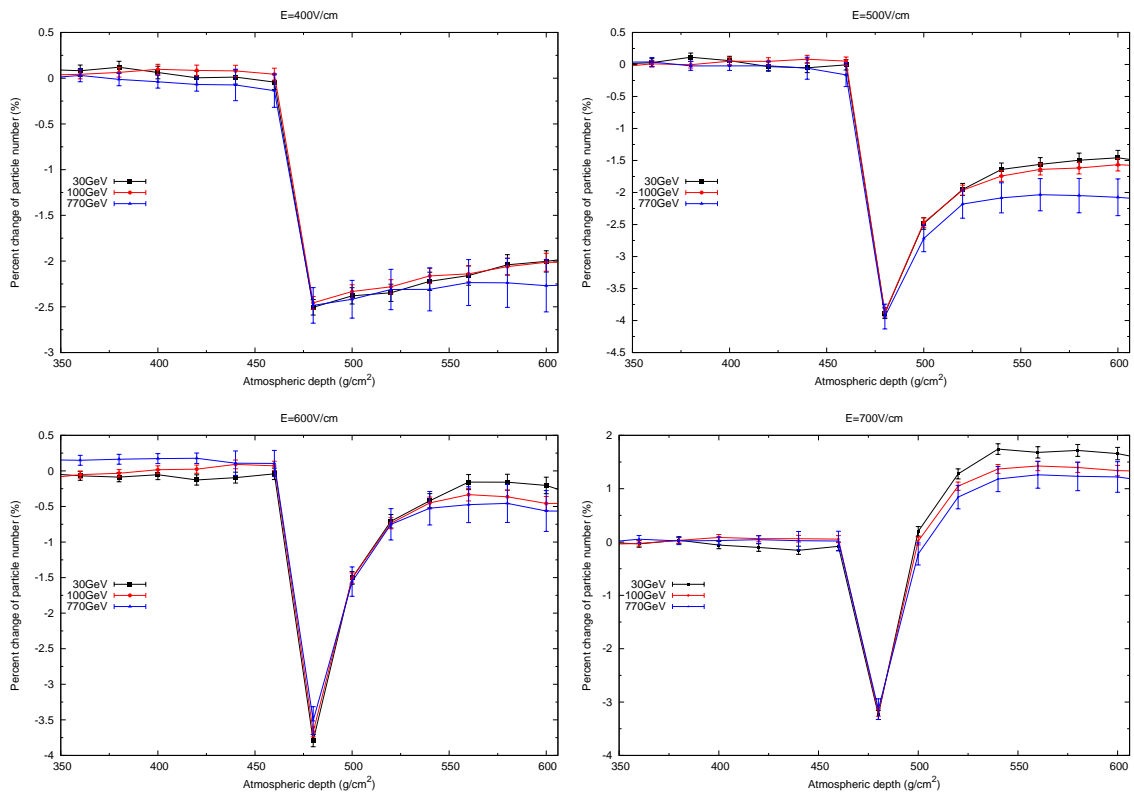 E=400V/cm
Percent change of particle number (%)
0.5
0
-0.5
-1
-1.5
-2
-2.5
-3
30GeV
100GeV
770GeV
350
400
450
500
550
600
Atmospheric depth (g/cm²)
E=500V/cm
Percent change of particle number (%)
0.5
0
-0.5
-1
-1.5
-2
-2.5
-3
-3.5
-4
-4.5
30GeV
100GeV
770GeV
350
400
450
500
550
600
Atmospheric depth (g/cm²)
E=600V/cm
Percent change of particle number (%)
0.5
0
-0.5
-1
-1.5
-2
-2.5
-3
-3.5
-4
30GeV
100GeV
770GeV
350
400
450
500
550
600
Atmospheric depth (g/cm²)
E=700V/cm
Percent change of particle number (%)
2
1
0
-1
-2
-3
-4
30GeV
100GeV
770GeV
350
400
450
500
550
600
Atmospheric depth (g/cm²)